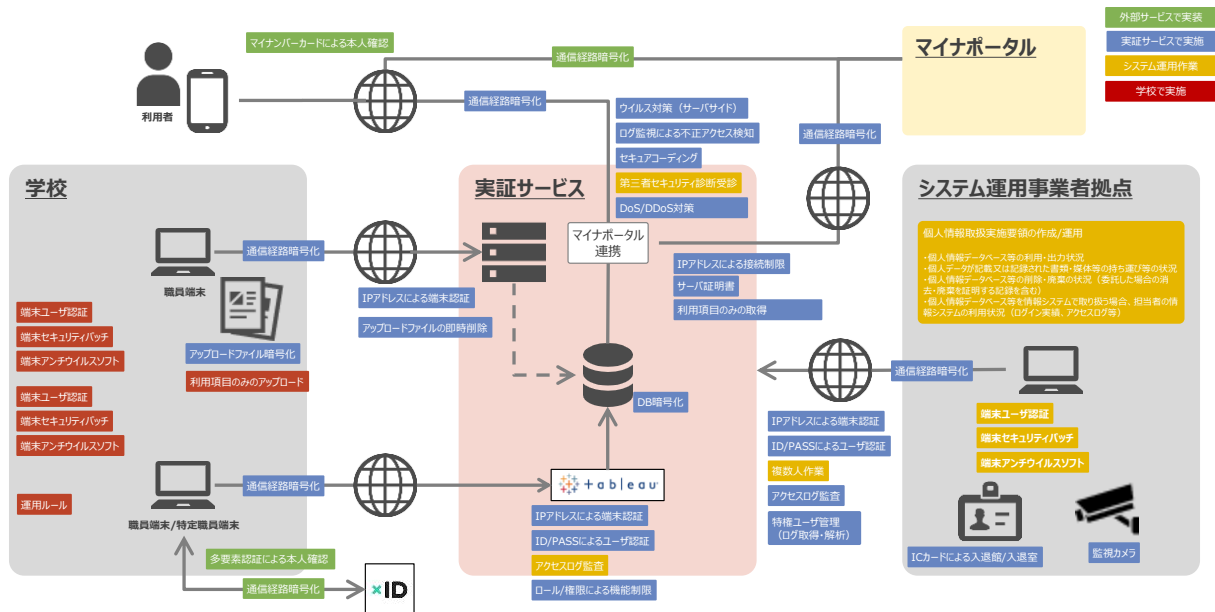 外部サービスで実装
実証サービスで実施
システム運用作業
学校で実施
マイナンバーカードによる本人確認
通信経路暗号化
マイナポータル
利用者
通信経路暗号化
通信経路暗号化
ウイルス対策（サーバサイド）
ログ監視による不正アクセス検知
セキュアコーディング
第三者セキュリティ診断受診
DoS/DDoS対策
学校
通信経路暗号化
職員端末
端末ユーザ認証
端末セキュリティパッチ
端末アンチウイルスソフト
アップロードファイル暗号化
利用項目のみのアップロード
端末ユーザ認証
端末セキュリティパッチ
端末アンチウイルスソフト
運用ルール
職員端末/特定職員端末
通信経路暗号化
多要素認証による本人確認
通信経路暗号化
xID
実証サービス
マイナポータル
連携
IPアドレスによる端末認証
アップロードファイルの即時削除
IPアドレスによる接続制限
サーバ証明書
利用項目のみの取得
DB暗号化
+ a b l e a u
IPアドレスによる端末認証
ID/PASSによるユーザ認証
アクセスログ監査
ロール/権限による機能制限
システム運用事業者拠点
個人情報取扱実施要領の作成/運用
・個人情報データベース等の利用・出力状況
・個人データが記載又は記録された書類・媒体等の持ち運び等の状況
・個人情報データベース等の削除・廃棄の状況（委託した場合の消
去・廃棄を証明する記録を含む）
・個人情報データベース等を情報システムで取り扱う場合、担当者の情
報システムの利用状況（ログイン実績、アクセスログ等）
通信経路暗号化
IPアドレスによる端末認証
ID/PASSによるユーザ認証
複数人作業
アクセスログ監査
特権ユーザ管理
（ログ取得・解析）
端末ユーザ認証
端末セキュリティパッチ
端末アンチウイルスソフト
ICカードによる入退館/入退室
監視カメラ